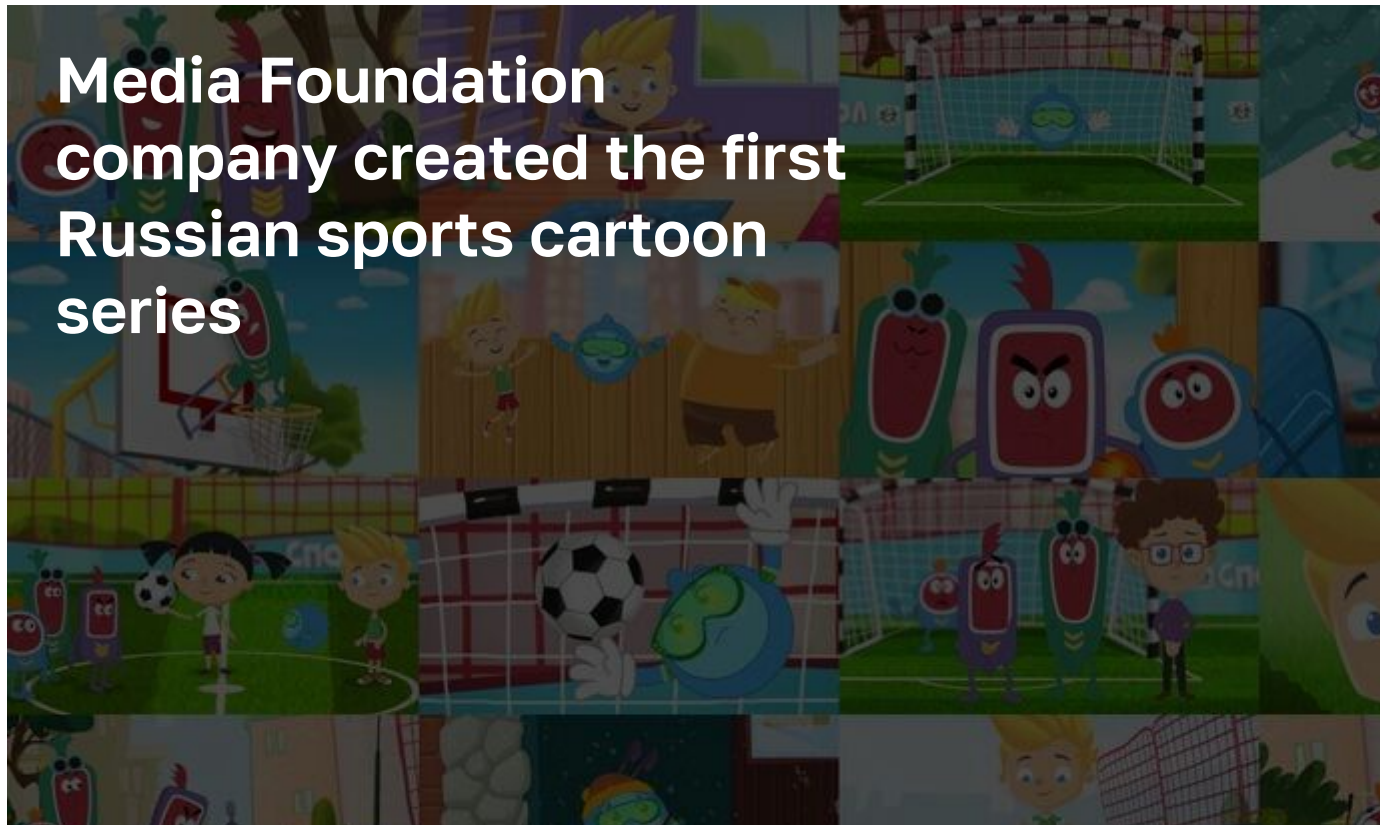 Media Foundation
company created the first
Russian sports cartoon
series